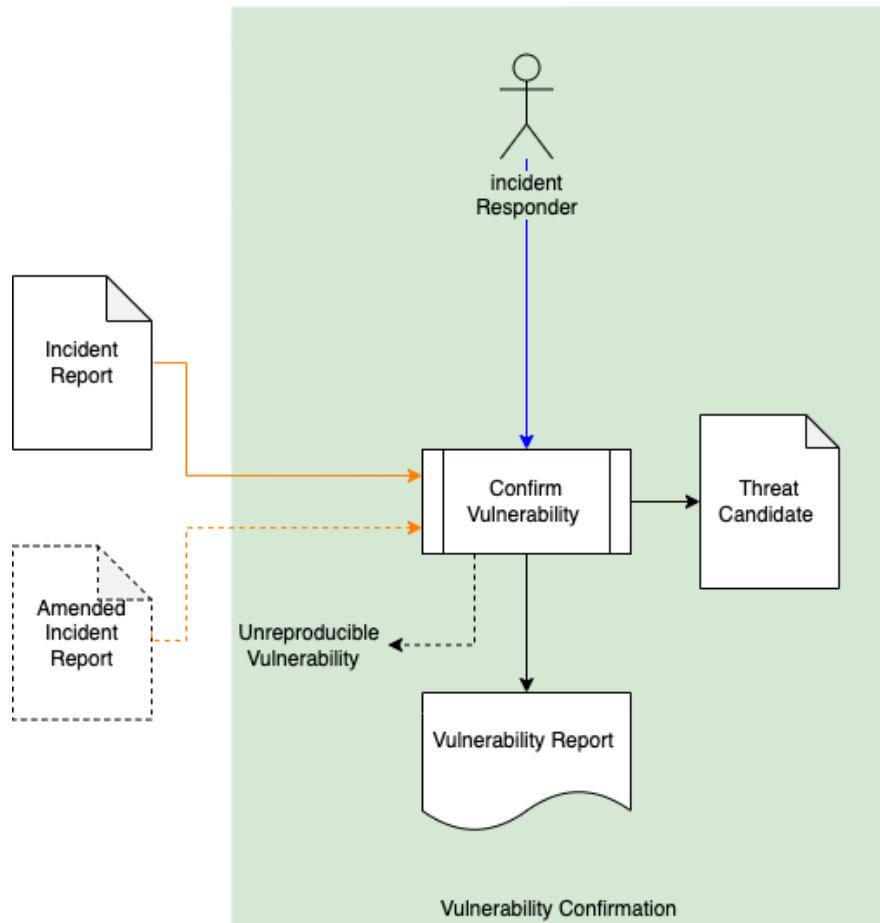 incident
Responder
Incident
Report
Confirm
Vulnerability
Threat
Candidate
Amended
Incident
Report
Unreproducible
Vulnerability
Vulnerability Report
Vulnerability Confirmation